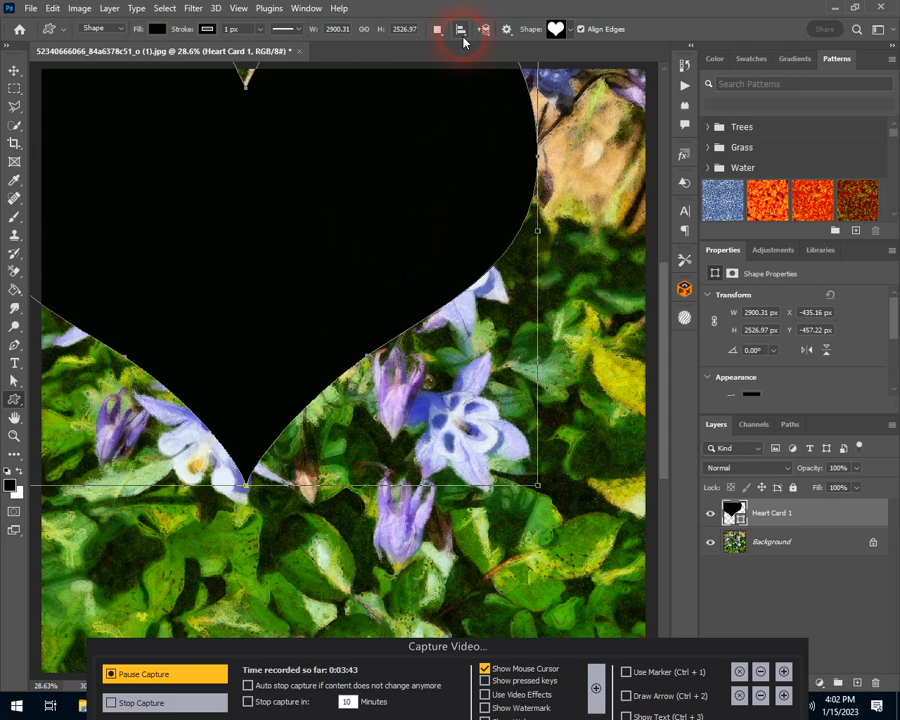 File Edit Image Layer Type Select Filter 3D View Plugins Window Help
Shape Fill: Stroke: 1 px W: 2900.31 H: 2526.97 Shape: Align Edges Share
52340666066_84a6378c51_o (1).jpg @ 28.6% (Heart Card 1, RGB/8#) *
Color Swatches Gradients Patterns
Search Patterns
Trees
Grass
Water
Properties Adjustments Libraries
Shape Properties
Transform
W 2900.31 px X -435.16 px
H 2526.97 px Y -457.22 px
0.00°
Appearance
Layers Channels Paths
Kind
Normal Opacity: 100%
Lock: Fill: 100%
Heart Card 1
Background
28.63%
Capture Video...
Pause Capture
Stop Capture
Time recorded so far: 0:03:43
Auto stop capture if content does not change anymore
Stop capture in: 10 Minutes
Show Mouse Cursor
Show pressed keys
Use Video Effects
Show Watermark
Use Marker (Ctrl + 1)
Draw Arrow (Ctrl + 2)
Show Text (Ctrl + 3)
4:02 PM
1/15/2023